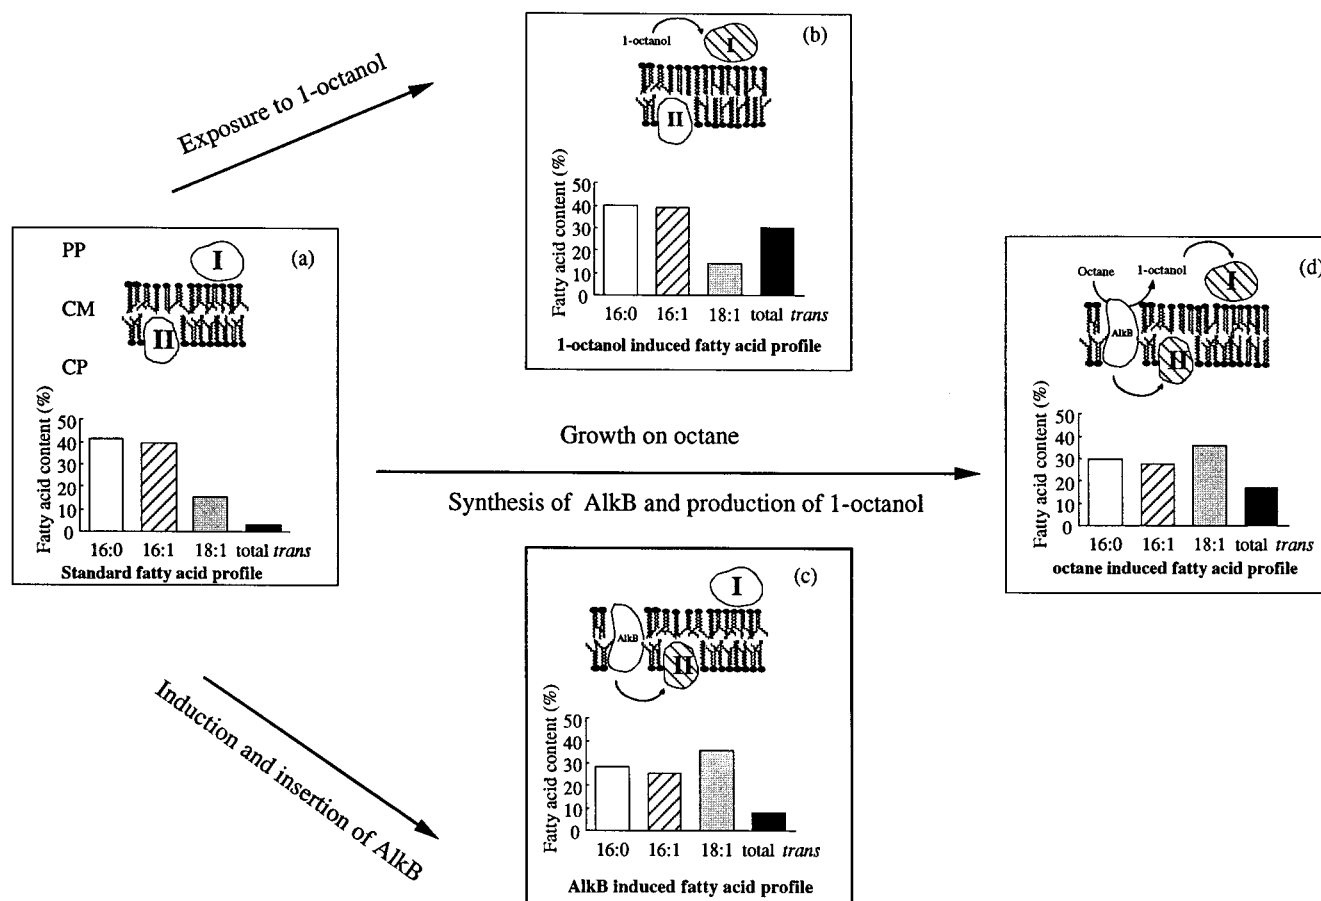 Exposure to 1-octanol
(b)
1-octanol
I
II
Fatty acid content (%)
50
40
30
20
10
0
16:0 16:1 18:1 total trans
1-octanol induced fatty acid profile
(a)
PP
CM
CP
I
II
Fatty acid content (%)
50
40
30
20
10
0
16:0 16:1 18:1 total trans
Standard fatty acid profile
Growth on octane
Synthesis of AlkB and production of 1-octanol
(d)
Octane
1-octanol
I
AlkB
II
Fatty acid content (%)
50
40
30
20
10
0
16:0 16:1 18:1 total trans
octane induced fatty acid profile
Induction and insertion of AlkB
(c)
I
AlkB
II
Fatty acid content (%)
50
40
30
20
10
0
16:0 16:1 18:1 total trans
AlkB induced fatty acid profile